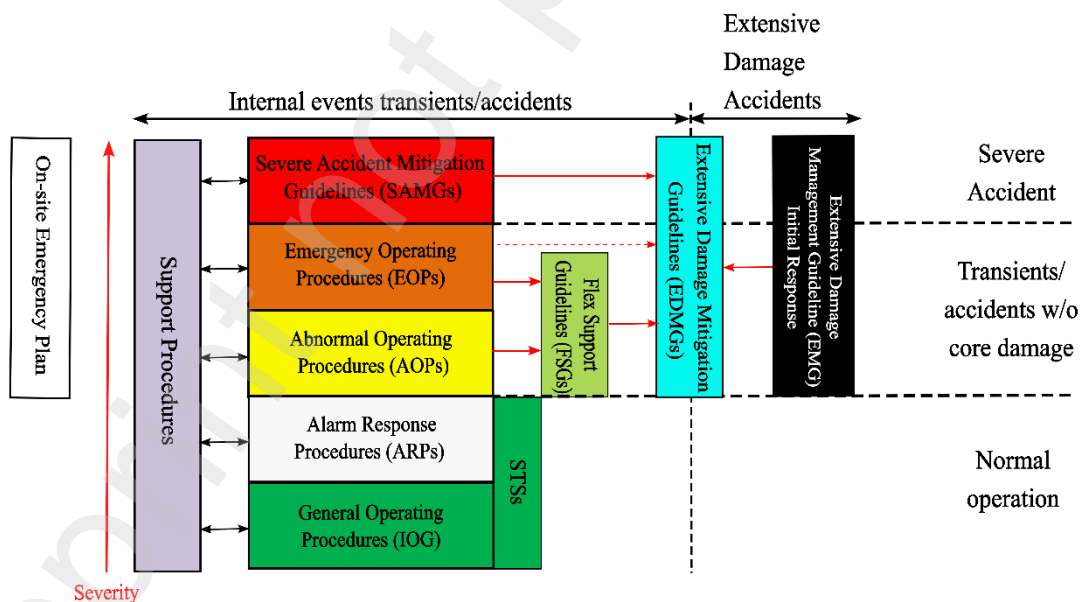 Extensive
Damage
Accidents
Internal events transients/accidents
On-site Emergency
Plan
Support Procedures
Severe Accident Mitigation
Guidelines (SAMGs)
Emergency Operating
Procedures (EOPs)
Abnormal Operating
Procedures (AOPs)
Alarm Response
Procedures (ARPs)
General Operating
Procedures (IOG)
STSs
Flex Support
Guidelines (FSGs)
Extensive Damage Mitigation
Guidelines (EDMGs)
Extensive Damage
Management Guideline (EMG)
Initial Response
Severe
Accident
Transients/
accidents w/o
core damage
Normal
operation
Severity